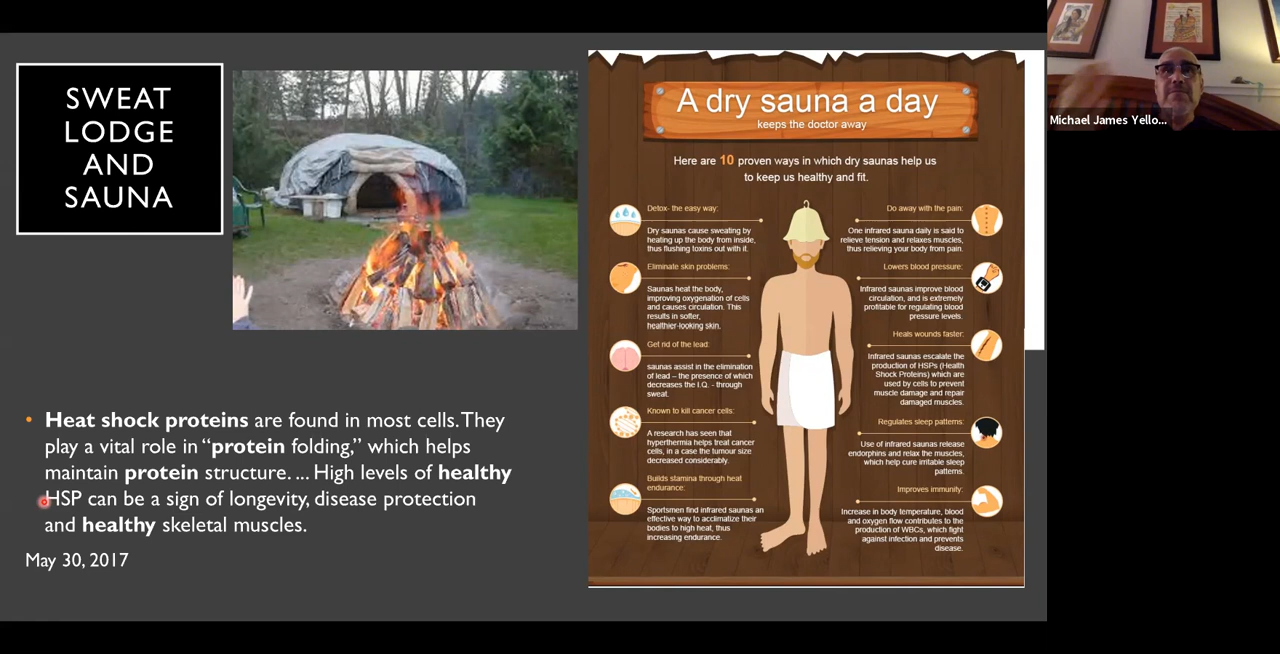 SWEAT
LODGE
AND
SAUNA
• Heat shock proteins are found in most cells. They
play a vital role in “protein folding,” which helps
maintain protein structure. ... High levels of healthy
HSP can be a sign of longevity, disease protection
and healthy skeletal muscles.
May 30, 2017
A dry sauna a day
keeps the doctor away
Here are 10 proven ways in which dry saunas help us
to keep us healthy and fit.
Detox- the easy way:
Dry saunas cause sweating by
heating up the body from inside,
thus flushing toxins out with it.
Eliminate skin problems:
Saunas heat the body,
improving oxygenation of cells
and causes circulation. This
results in softer,
healthier-looking skin.
Get rid of the lead:
saunas assist in the elimination
of lead – the presence of which
decreases the I.Q. - through
sweat.
Known to kill cancer cells:
A research has seen that
hyperthermia helps treat cancer
cells, in a case the tumour size
decreased considerably.
Builds stamina through heat
endurance:
Sportsmen find infrared saunas an
effective way to acclimatize their
bodies to high heat, thus
increasing endurance.
Do away with the pain:
One infrared sauna daily is said to
relieve tension and relaxes muscles,
thus relieving your body from pain.
Lowers blood pressure:
Infrared saunas improve blood
circulation, and is extremely
profitable for regulating blood
pressure levels.
Heals wounds faster:
Infrared saunas escalate the
production of HSPs (Health
Shock Proteins) which are
used by cells to prevent
muscle damage and repair
damaged muscles.
Regulates sleep patterns:
Use of infrared saunas release
endorphins and relax the muscles,
which help cure irritable sleep
patterns.
Improves immunity:
Increase in body temperature, blood
and oxygen flow contributes to the
production of WBCs, which fight
against infection and prevents
disease.
Michael James Yello...